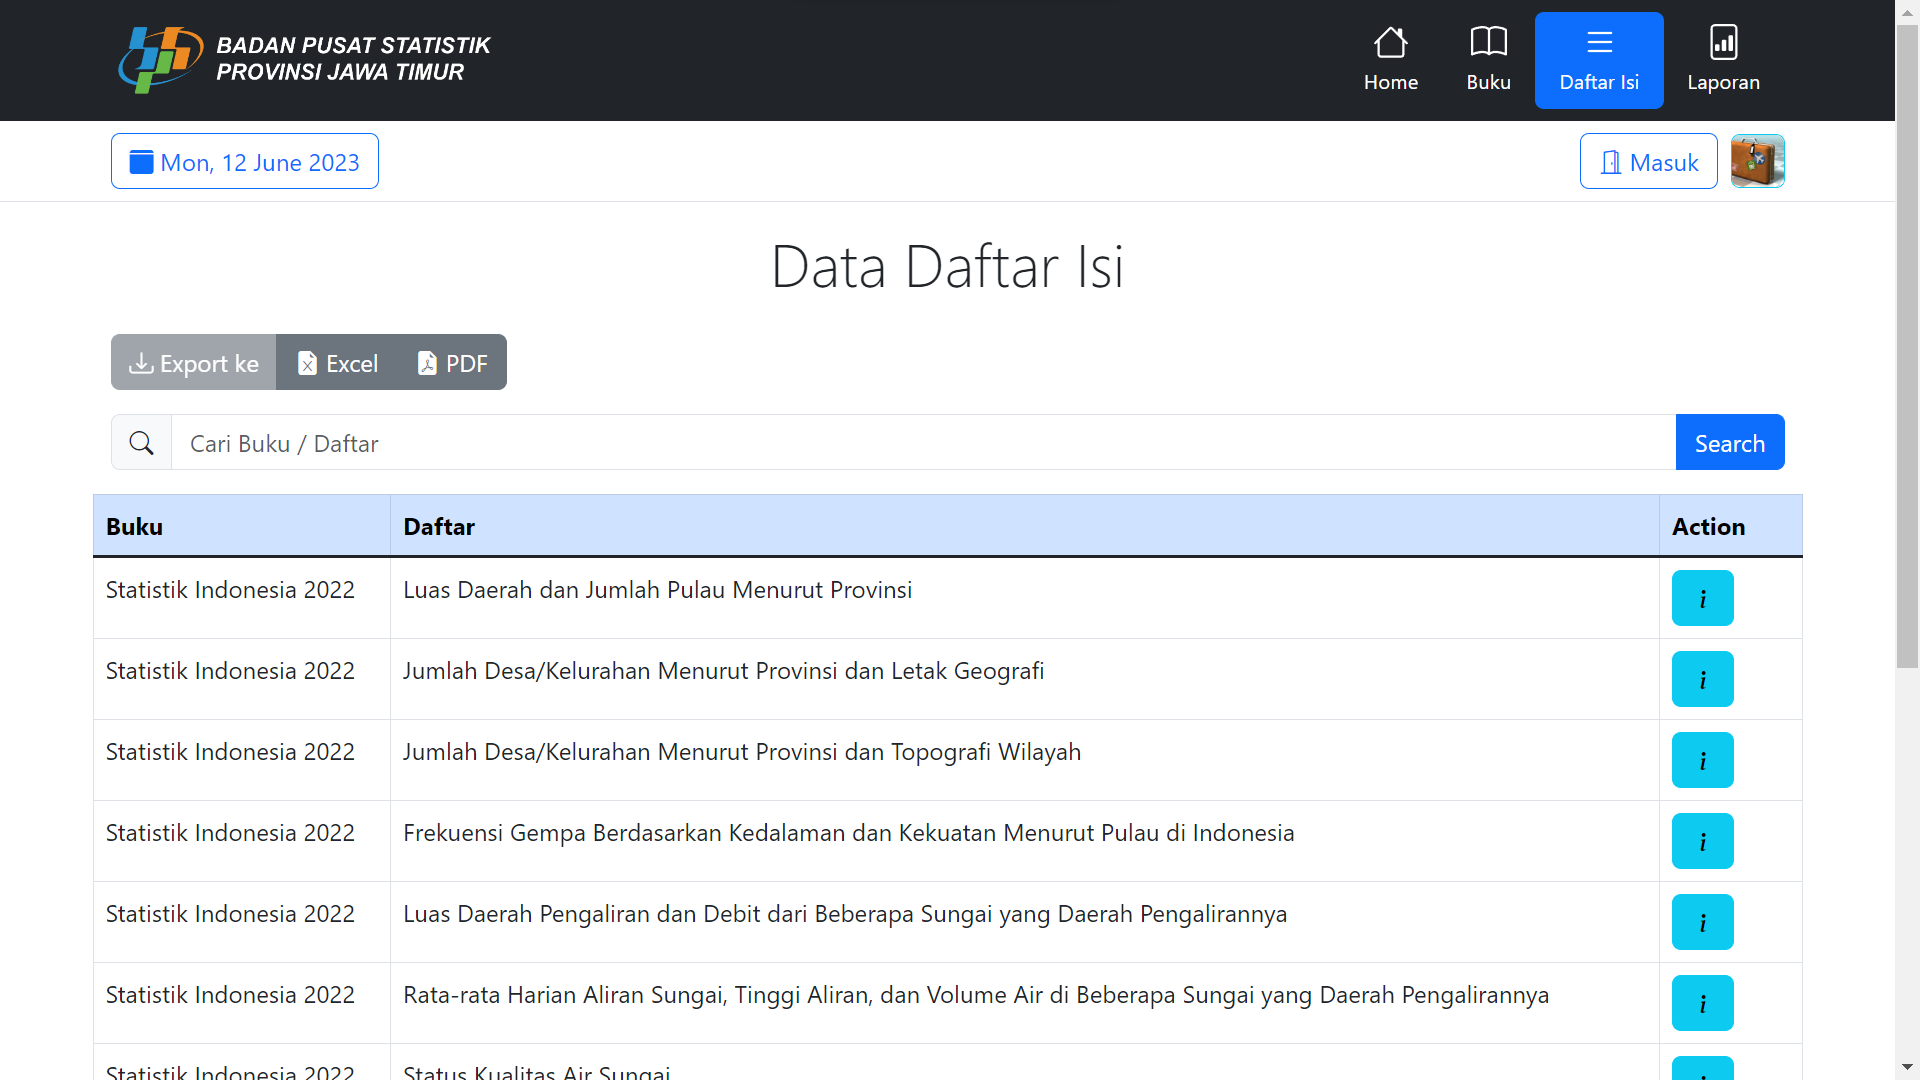 BADAN PUSAT STATISTIK
PROVINSI JAWA TIMUR
Home
Buku
Daftar Isi
Laporan
Mon, 12 June 2023
Masuk
Data Daftar Isi
Export ke
Excel
PDF
Cari Buku / Daftar
Search
Buku Daftar Action
Statistik Indonesia 2022 Luas Daerah dan Jumlah Pulau Menurut Provinsi i
Statistik Indonesia 2022 Jumlah Desa/Kelurahan Menurut Provinsi dan Letak Geografi i
Statistik Indonesia 2022 Jumlah Desa/Kelurahan Menurut Provinsi dan Topografi Wilayah i
Statistik Indonesia 2022 Frekuensi Gempa Berdasarkan Kedalaman dan Kekuatan Menurut Pulau di Indonesia i
Statistik Indonesia 2022 Luas Daerah Pengaliran dan Debit dari Beberapa Sungai yang Daerah Pengalirannya i
Statistik Indonesia 2022 Rata-rata Harian Aliran Sungai, Tinggi Aliran, dan Volume Air di Beberapa Sungai yang Daerah Pengalirannya i
Statistik Indonesia 2022 Status Kualitas Air Sungai